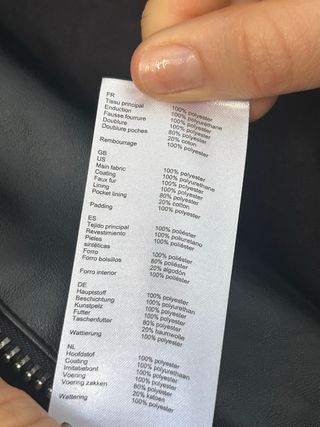 FR
Tissu principal 100% polyester
Enduction 100% polyurethane
Fausse fourrure 100% polyester
Doublure 100% polyester
Doublure poches 80% polyester
20% coton
Rembourrage 100% polyester
GB
US
Main fabric 100% polyester
Coating 100% polyurethane
Faux fur 100% polyester
Lining 100% polyester
Pocket lining 80% polyester
20% cotton
Padding 100% polyester
ES
Tejido principal 100% poliéster
Revestimiento 100% poliuretano
Pieles 100% poliéster
sintéticas
Forro 100% poliéster
Forro bolsillos 80% poliéster
20% algodón
Forro interior 100% poliéster
DE
Hauptstoff 100% polyester
Beschichtung 100% polyurethan
Kunstpelz 100% polyester
Futter 100% polyester
Taschenfutter 80% polyester
20% baumwolle
Wattierung 100% polyester
NL
Hoofdstof 100% polyester
Coating 100% polyurethaan
Imitatiebont 100% polyester
Voering 100% polyester
Voering zakken 80% polyester
20% katoen
Wattering 100% polyester